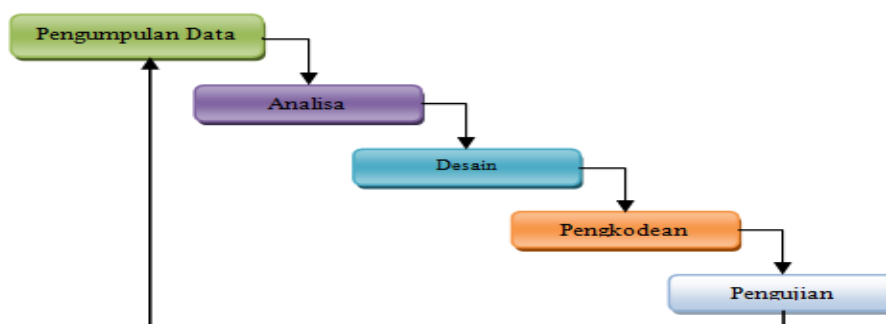 Pengumpulan Data
Analisa
Desain
Pengkodean
Pengujian